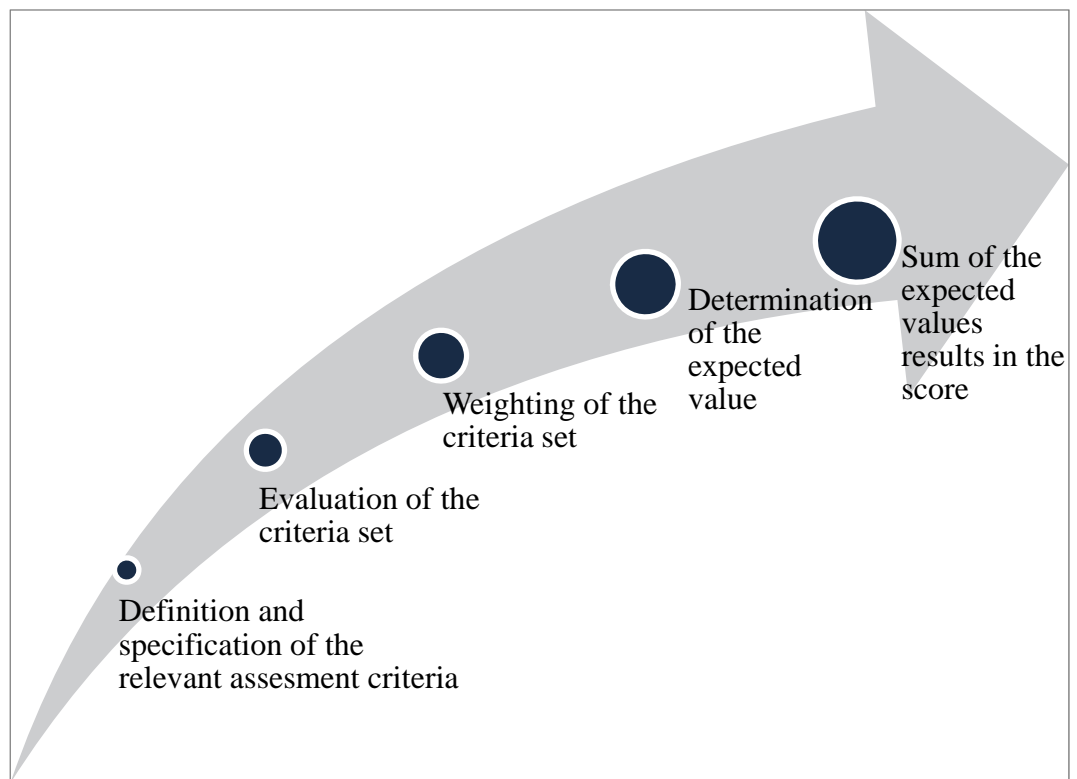 Definition and
specification of the
relevant assesment criteria
Evaluation of the
criteria set
Weighting of the
criteria set
Determination
of the
expected
value
Sum of the
expected
values
results in the
score